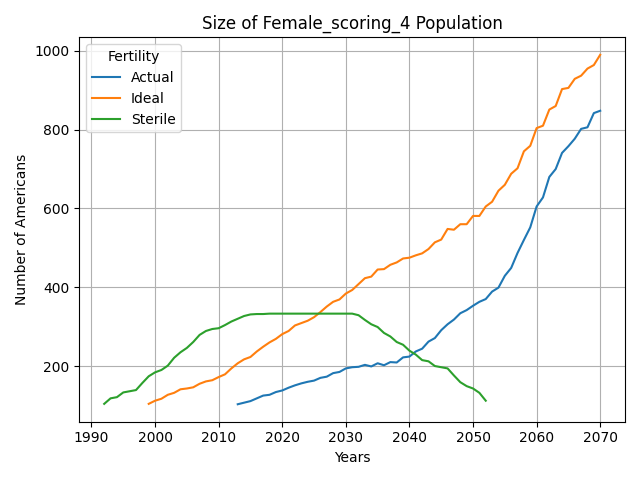 Size of Female_scoring_4 Population
Fertility
Actual
Ideal
Sterile
Number of Americans
1000
800
600
400
200
1990 2000 2010 2020 2030 2040 2050 2060 2070
Years